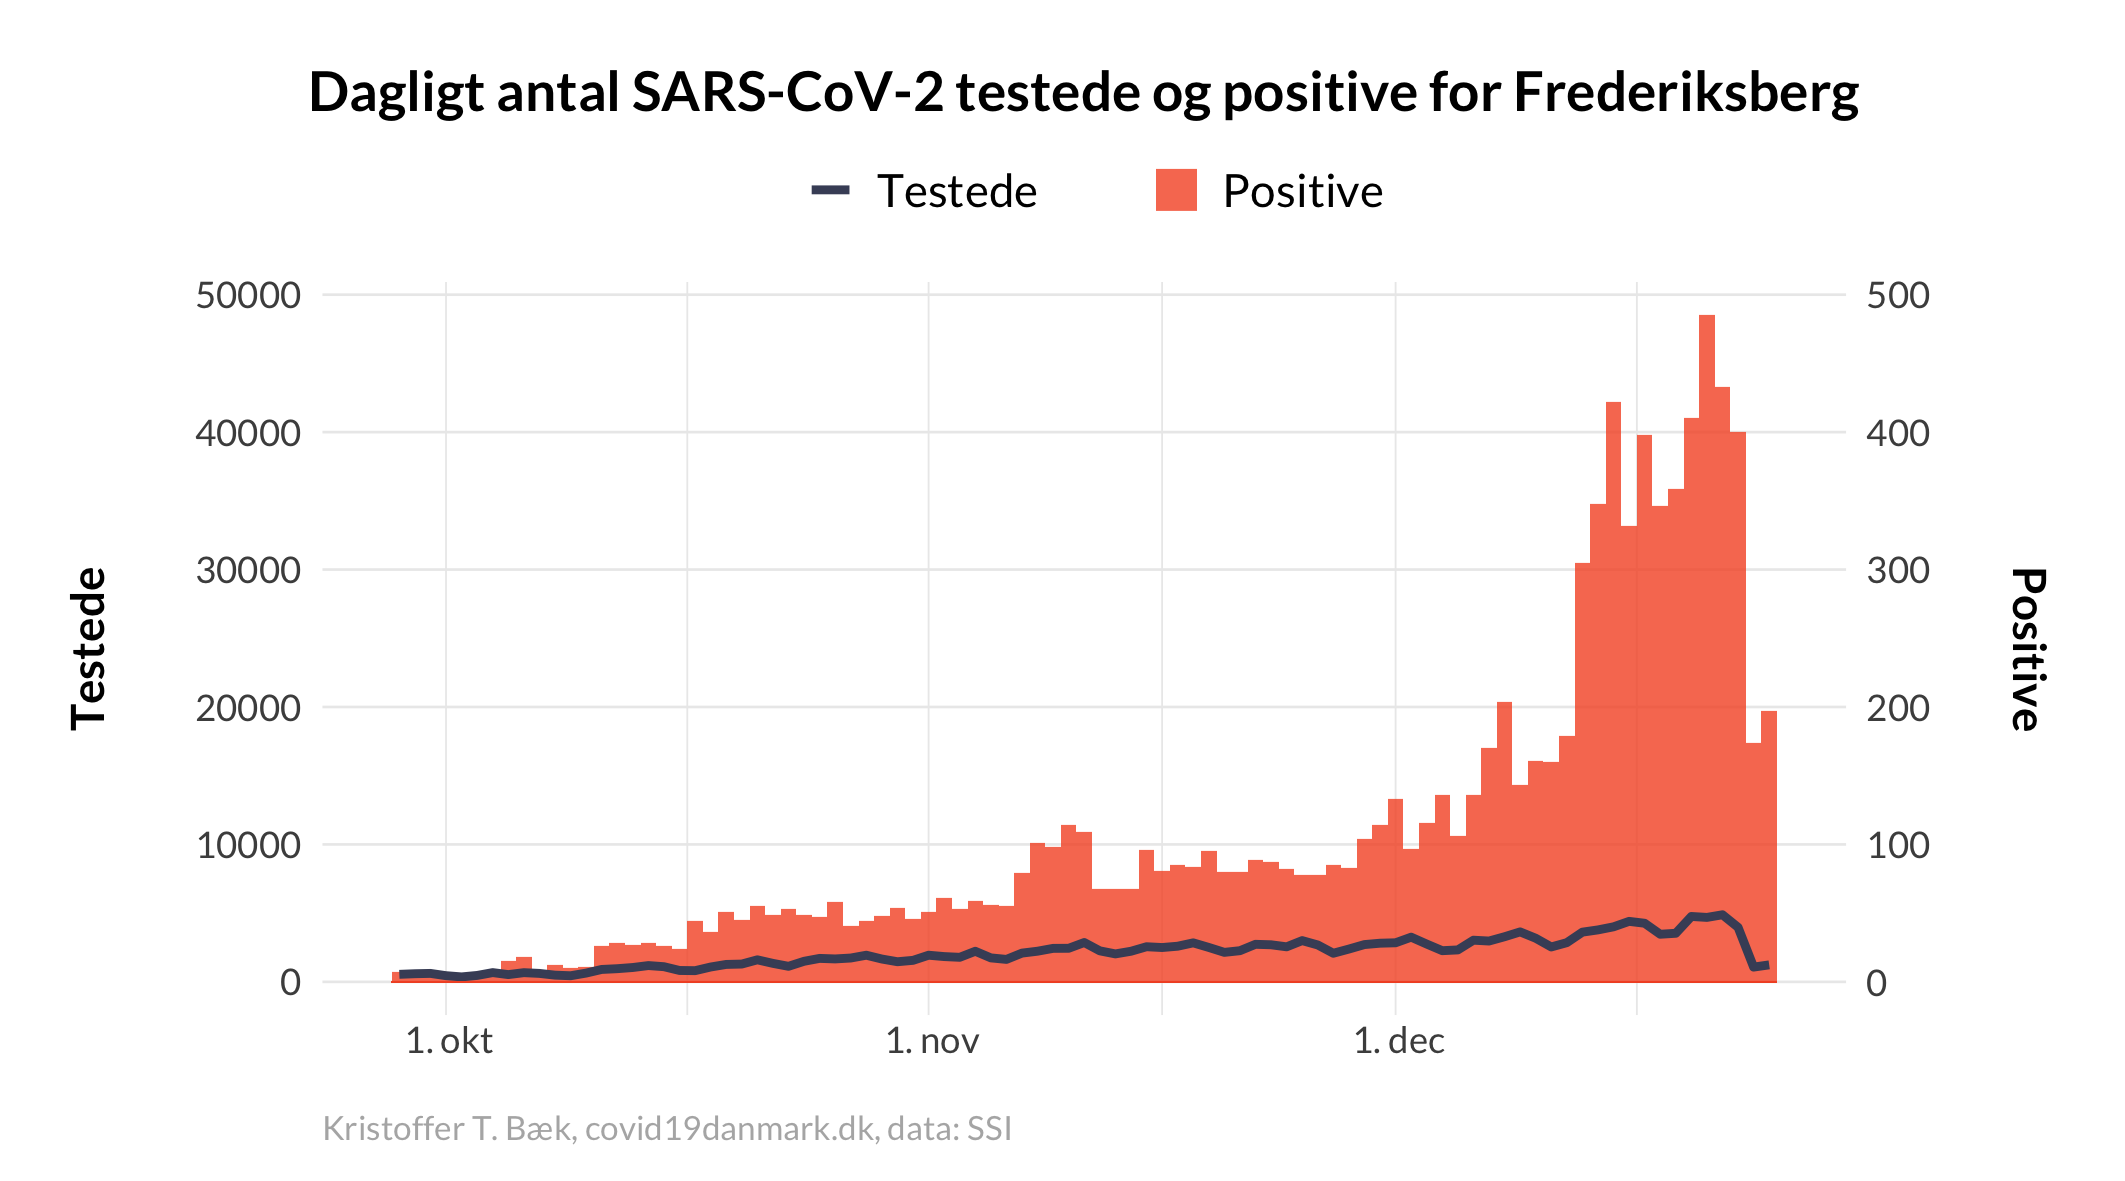 Dagligt antal SARS-CoV-2 testede og positive for Frederiksberg
Testede
Positive
50000
40000
30000
20000
10000
0
500
400
300
200
100
0
Testede
Positive
1. okt
1. nov
1. dec
Kristoffer T. Bæk, covid19danmark.dk, data: SSI